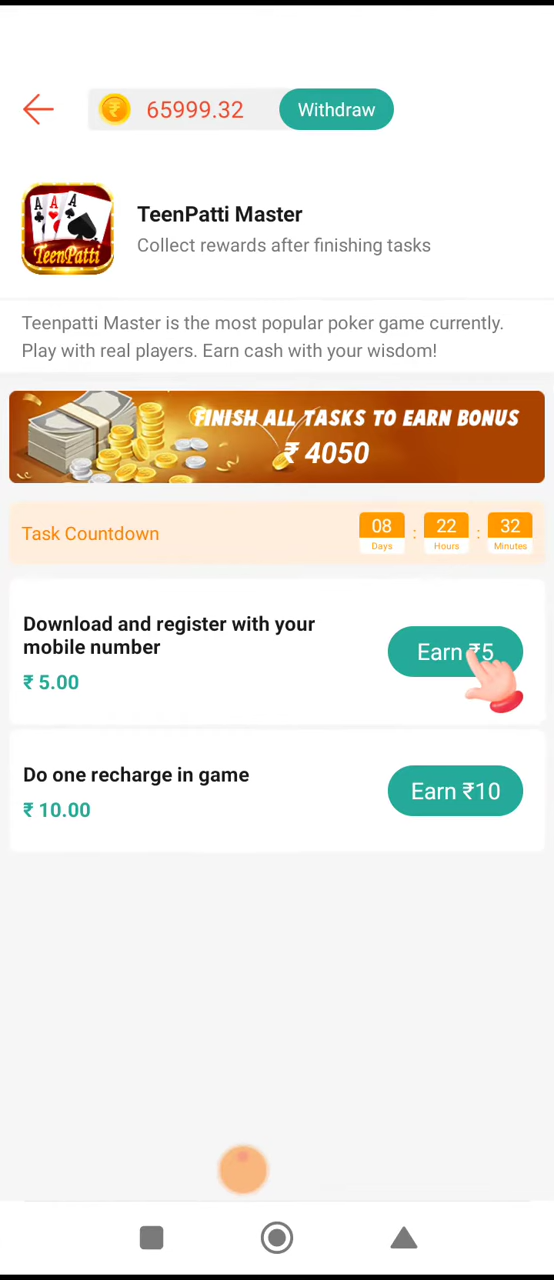 65999.32
Withdraw
TeenPatti
TeenPatti Master
Collect rewards after finishing tasks
Teenpatti Master is the most popular poker game currently.
Play with real players. Earn cash with your wisdom!
FINISH ALL TASKS TO EARN BONUS
₹ 4050
Task Countdown
08 : 22 : 32
Days Hours Minutes
Download and register with your
mobile number
Earn ₹5
₹ 5.00
Do one recharge in game
Earn ₹10
₹ 10.00